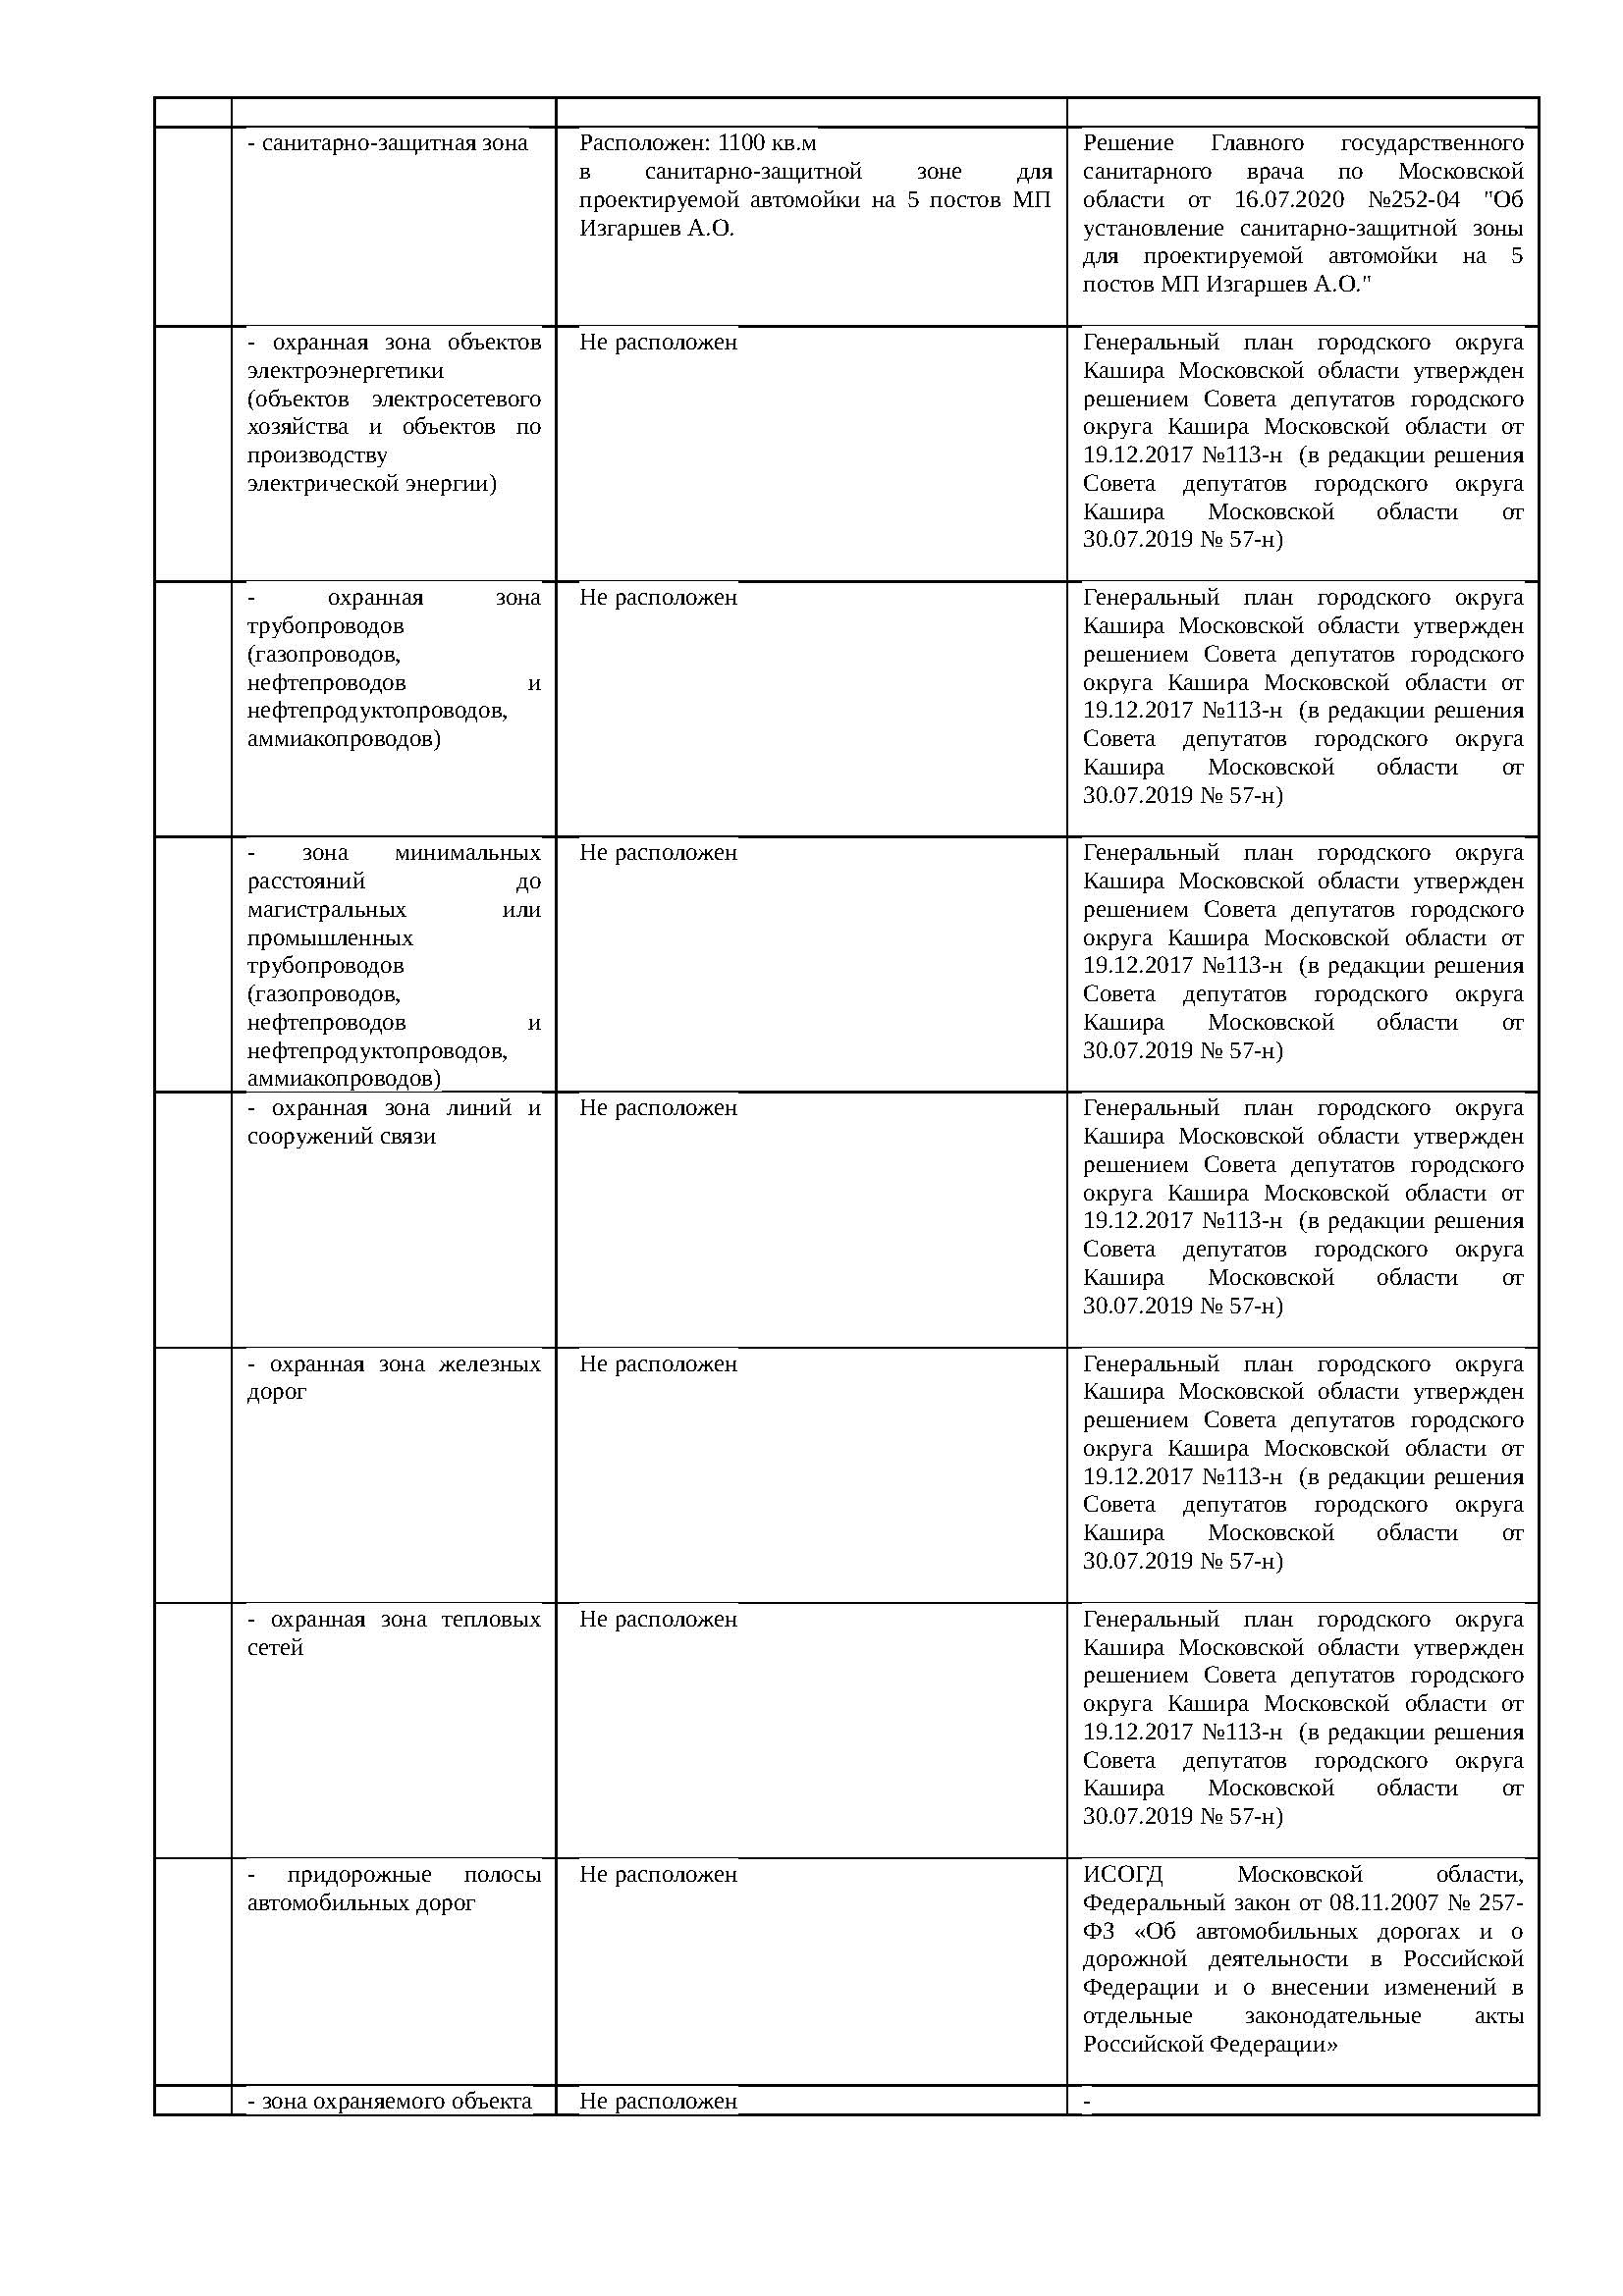 - санитарно-защитная зона
Расположен: 1100 кв.м
в санитарно-защитной зоне для
проектируемой автомойки на 5 постов МП
Изгаршев А.О.
Решение Главного государственного
санитарного врача по Московской
области от 16.07.2020 №252-04 "Об
установление санитарно-защитной зоны
для проектируемой автомойки на 5
постов МП Изгаршев А.О."
- охранная зона объектов
электроэнергетики
(объектов электросетевого
хозяйства и объектов по
производству
электрической энергии)
Не расположен
Генеральный план городского округа
Кашира Московской области утвержден
решением Совета депутатов городского
округа Кашира Московской области от
19.12.2017 №113-н (в редакции решения
Совета депутатов городского округа
Кашира Московской области от
30.07.2019 № 57-н)
- охранная зона
трубопроводов
(газопроводов,
нефтепроводов и
нефтепродуктопроводов,
аммиакопроводов)
Не расположен
Генеральный план городского округа
Кашира Московской области утвержден
решением Совета депутатов городского
округа Кашира Московской области от
19.12.2017 №113-н (в редакции решения
Совета депутатов городского округа
Кашира Московской области от
30.07.2019 № 57-н)
- зона минимальных
расстояний до
магистральных или
промышленных
трубопроводов
(газопроводов,
нефтепроводов и
нефтепродуктопроводов,
аммиакопроводов)
Не расположен
Генеральный план городского округа
Кашира Московской области утвержден
решением Совета депутатов городского
округа Кашира Московской области от
19.12.2017 №113-н (в редакции решения
Совета депутатов городского округа
Кашира Московской области от
30.07.2019 № 57-н)
- охранная зона линий и
сооружений связи
Не расположен
Генеральный план городского округа
Кашира Московской области утвержден
решением Совета депутатов городского
округа Кашира Московской области от
19.12.2017 №113-н (в редакции решения
Совета депутатов городского округа
Кашира Московской области от
30.07.2019 № 57-н)
- охранная зона железных
дорог
Не расположен
Генеральный план городского округа
Кашира Московской области утвержден
решением Совета депутатов городского
округа Кашира Московской области от
19.12.2017 №113-н (в редакции решения
Совета депутатов городского округа
Кашира Московской области от
30.07.2019 № 57-н)
- охранная зона тепловых
сетей
Не расположен
Генеральный план городского округа
Кашира Московской области утвержден
решением Совета депутатов городского
округа Кашира Московской области от
19.12.2017 №113-н (в редакции решения
Совета депутатов городского округа
Кашира Московской области от
30.07.2019 № 57-н)
- придорожные полосы
автомобильных дорог
Не расположен
ИСОГД Московской области,
Федеральный закон от 08.11.2007 № 257-
ФЗ «Об автомобильных дорогах и о
дорожной деятельности в Российской
Федерации и о внесении изменений в
отдельные законодательные акты
Российской Федерации»
- зона охраняемого объекта
Не расположен
-